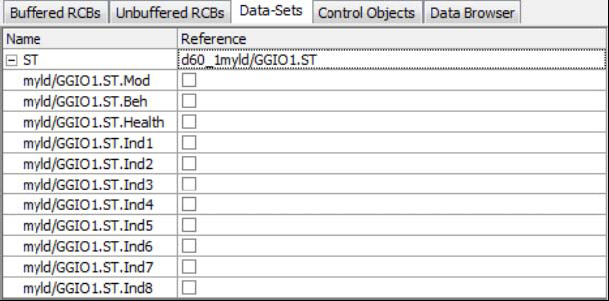 Buffered RCBs Unbuffered RCBs Data-Sets Control Objects Data Browser
Name Reference
ST d60_1myld/GGIO1.ST
myld/GGIO1.ST.Mod
myld/GGIO1.ST.Beh
myld/GGIO1.ST.Health
myld/GGIO1.ST.Ind1
myld/GGIO1.ST.Ind2
myld/GGIO1.ST.Ind3
myld/GGIO1.ST.Ind4
myld/GGIO1.ST.Ind5
myld/GGIO1.ST.Ind6
myld/GGIO1.ST.Ind7
myld/GGIO1.ST.Ind8